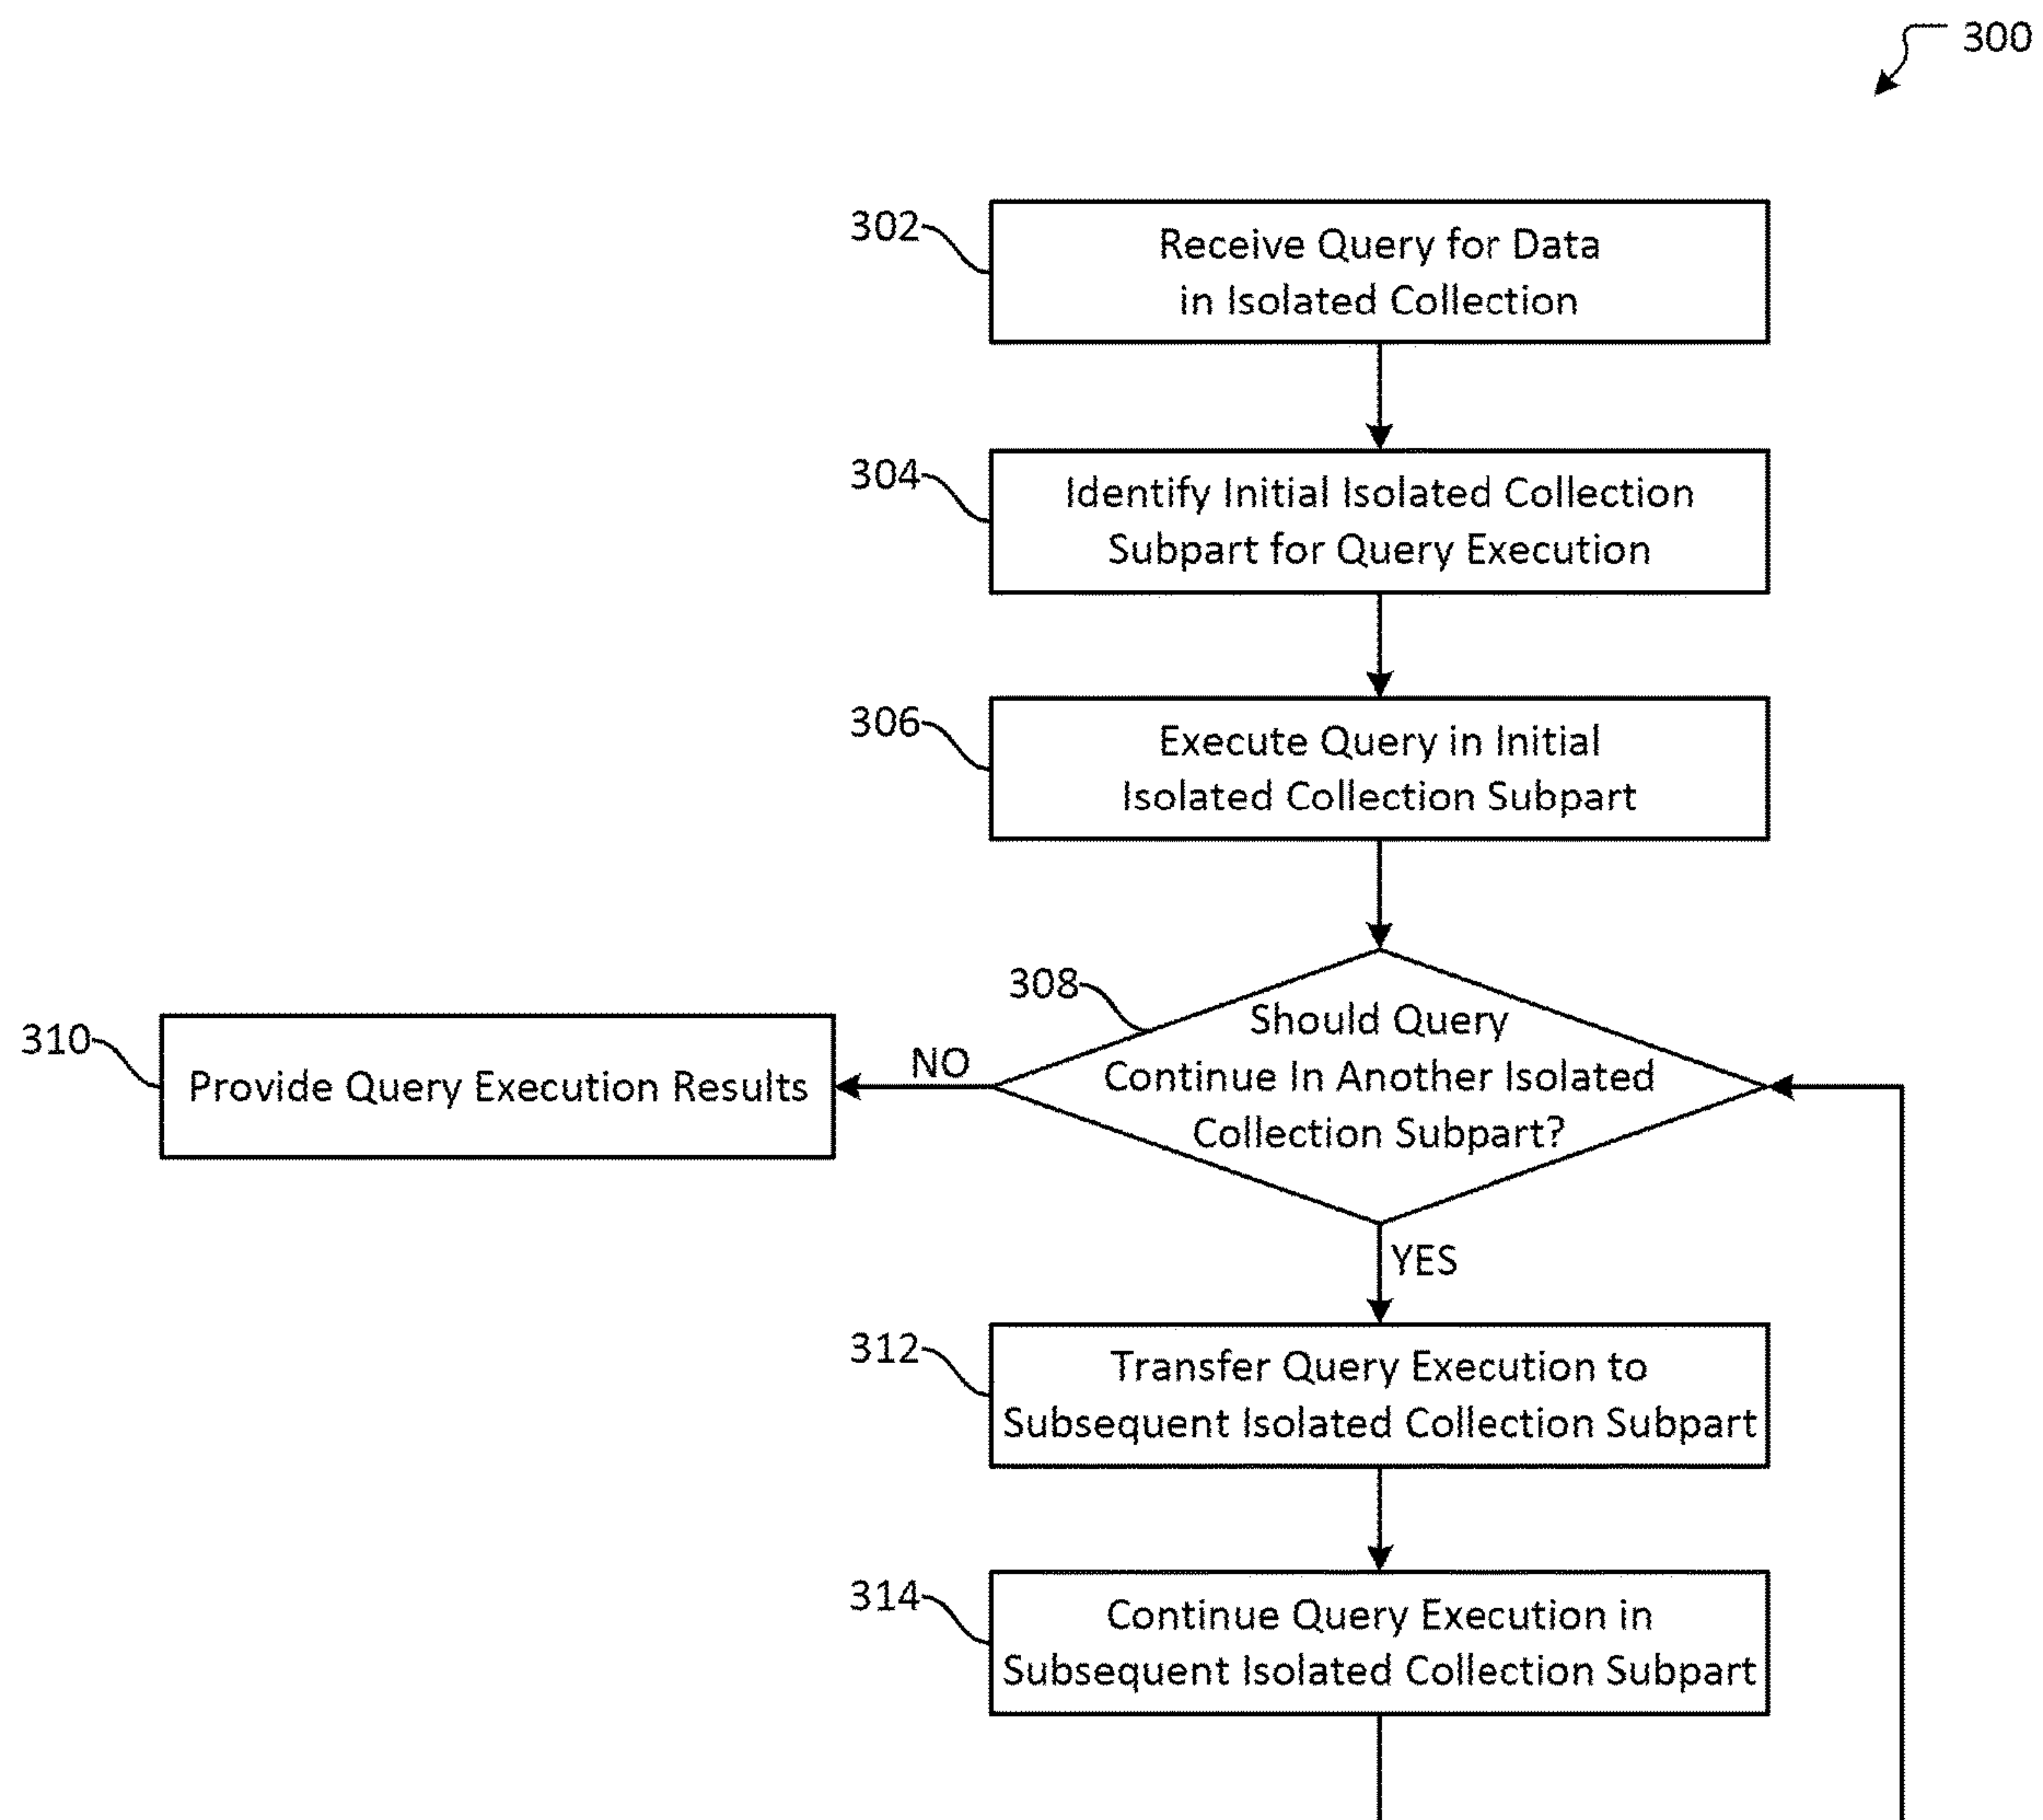 300
302
Receive Query for Data
in Isolated Collection
304
Identify Initial Isolated Collection
Subpart for Query Execution
306
Execute Query in Initial
Isolated Collection Subpart
308
Should Query
Continue In Another Isolated
Collection Subpart?
310
Provide Query Execution Results
NO
YES
312
Transfer Query Execution to
Subsequent Isolated Collection Subpart
314
Continue Query Execution in
Subsequent Isolated Collection Subpart